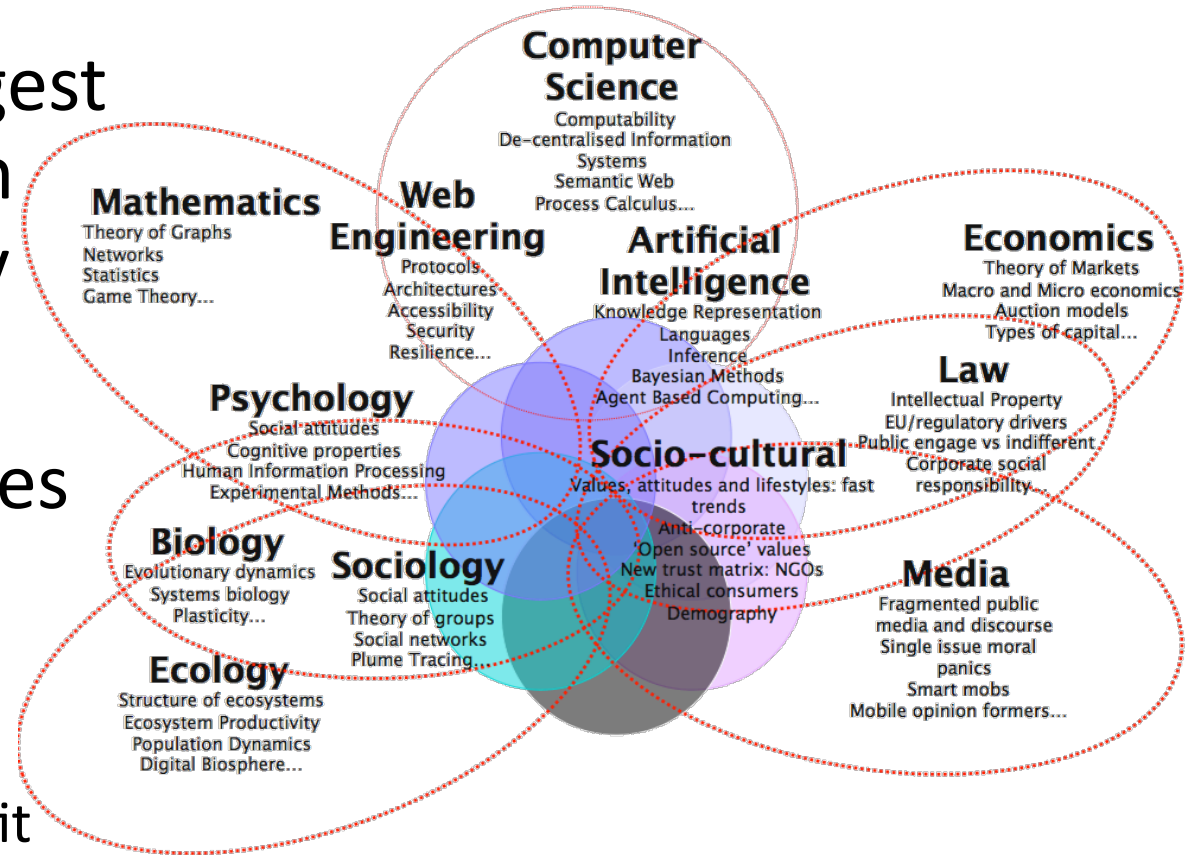 gest
n
y
es
it
Computer
Science
Computability
De-centralised Information
Systems
Semantic Web
Process Calculus...
Mathematics
Theory of Graphs
Networks
Statistics
Game Theory...
Web
Engineering
Protocols
Architectures
Accessibility
Security
Resilience...
Artificial
Intelligence
Knowledge Representation
Languages
Inference
Bayesian Methods
Agent Based Computing...
Economics
Theory of Markets
Macro and Micro economics
Auction models
Types of capital...
Law
Intellectual Property
EU/regulatory drivers
Public engage vs indifferent
Corporate social
responsibility...
Psychology
Social attitudes
Cognitive properties
Human Information Processing
Experimental Methods...
Socio-cultural
Values, attitudes and lifestyles: fast
trends
Anti-corporate
'Open source' values
New trust matrix: NGOs
Ethical consumers
Demography
Biology
Evolutionary dynamics
Systems biology
Plasticity...
Sociology
Social attitudes
Theory of groups
Social networks
Plume Tracing...
Media
Fragmented public
media and discourse
Single issue moral
panics
Smart mobs
Mobile opinion formers...
Ecology
Structure of ecosystems
Ecosystem Productivity
Population Dynamics
Digital Biosphere...